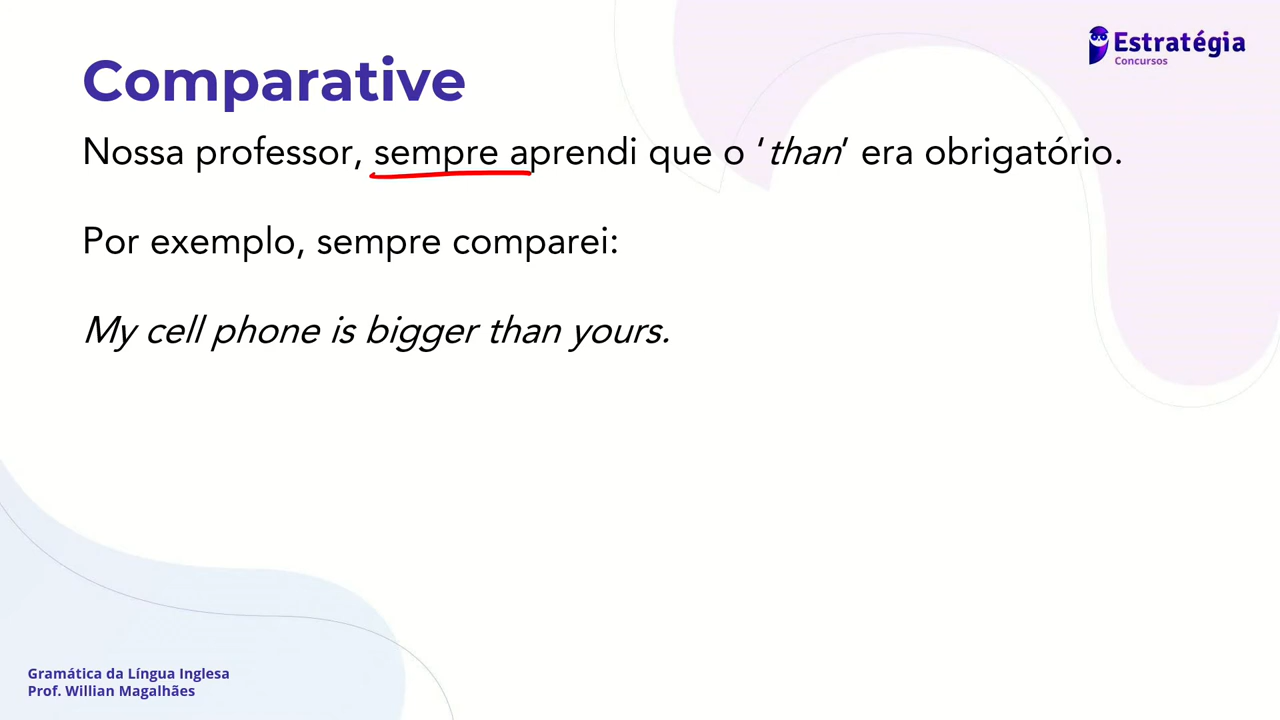 Estratégia
Concursos
Comparative
Nossa professor, sempre aprendi que o ‘than’ era obrigatório.
Por exemplo, sempre comparei:
My cell phone is bigger than yours.
Gramática da Língua Inglesa
Prof. Willian Magalhães